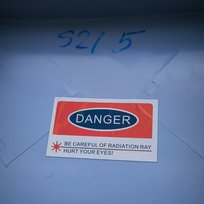 S21 5
DANGER
BE CAREFUL OF RADIATION RAY
HURT YOUR EYES!